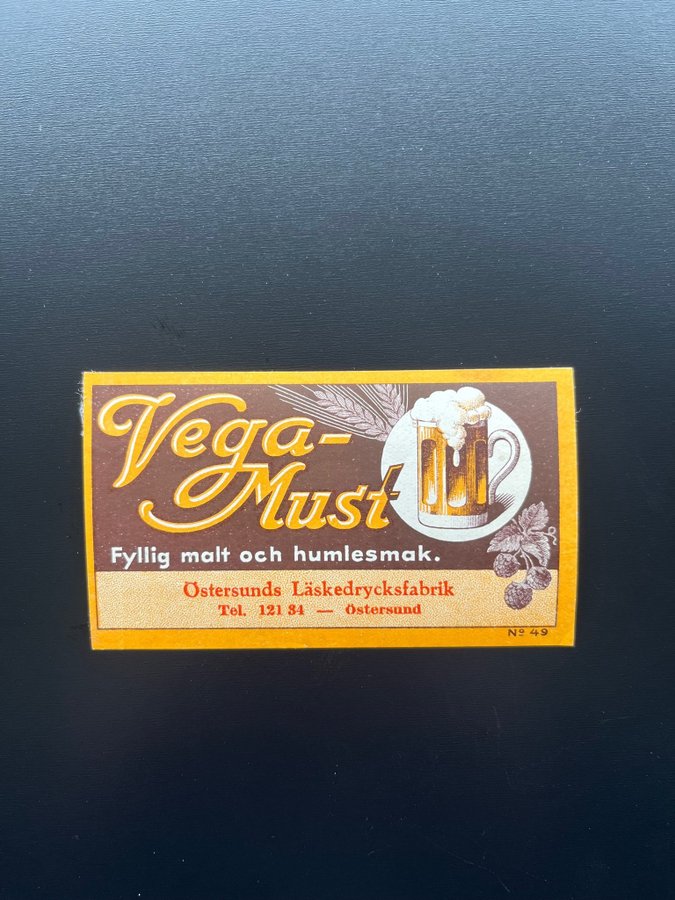 Vega-
Must
Fyllig malt och humlesmak.
Östersunds Läskedrycksfabrik
Tel. 121 34 — Östersund
Nº 49